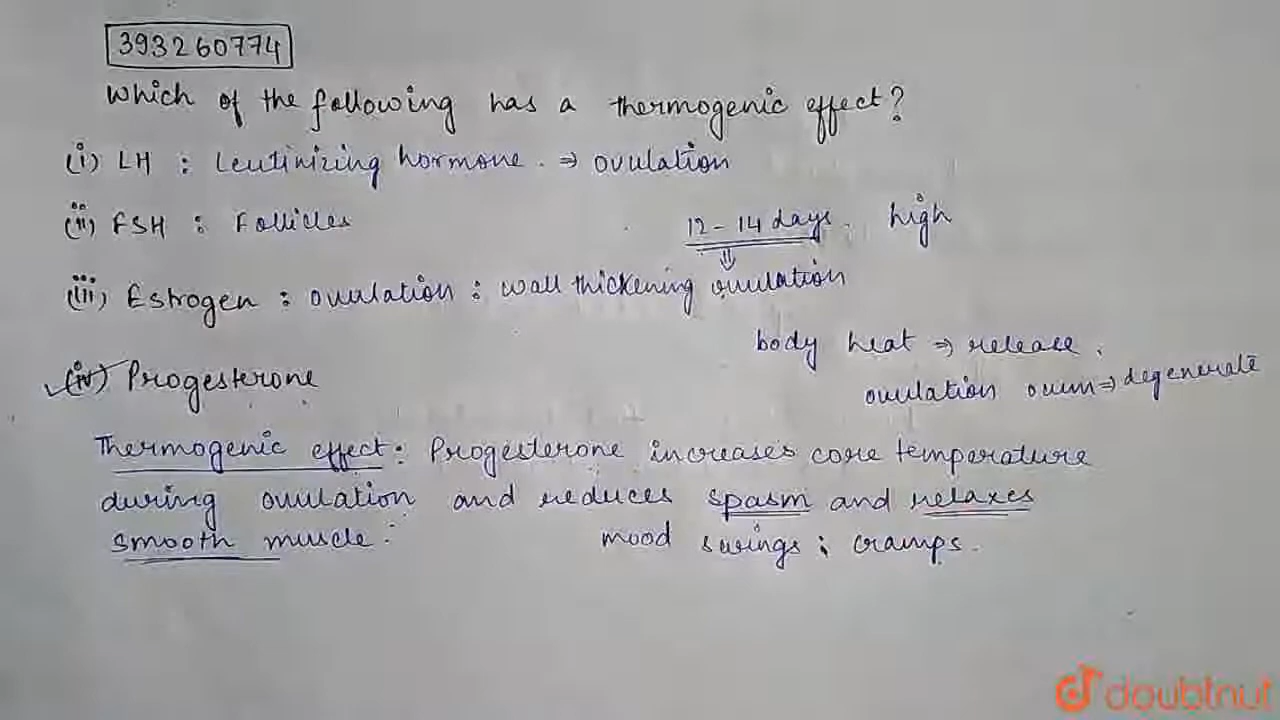 393260774
Which of the following has a thermogenic effect?
(i) LH : Leutinizing hormone. ⇒ ovulation
(ii) FSH : Follicles
12-14 days. high
⇓
(iii) Estrogen : ovulation : wall thickening ovulation
body heat ⇒ release.
(iv) Progesterone
ovulation ovum ⇒ degenerate
Thermogenic effect : Progesterone increases core temperature
during ovulation and reduces spasm and relaxes
smooth muscle :
mood swings ; cramps.
doubtnut